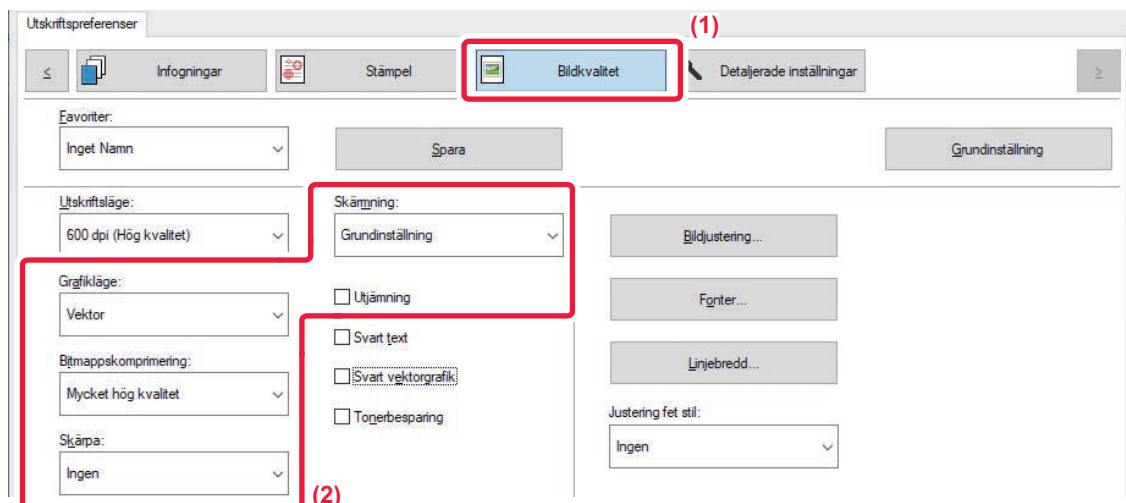 Utskriftspreferenser
(1)
≤ Infogningar Stämpel Bildkvalitet Detaljerade inställningar ≥
Favoriter:
Inget Namn Spara Grundinställning
Utskriftsläge: Skärmning:
600 dpi (Hög kvalitet) Grundinställning Bildjustering...
Grafikläge:
Vektor Utjämning Fonter...
Svart text
Bitmappskomprimering: Linjebredd...
Mycket hög kvalitet Svart vektorgrafik
Tonerbesparing Justering fet stil:
Skärpa:
Ingen Ingen
(2)